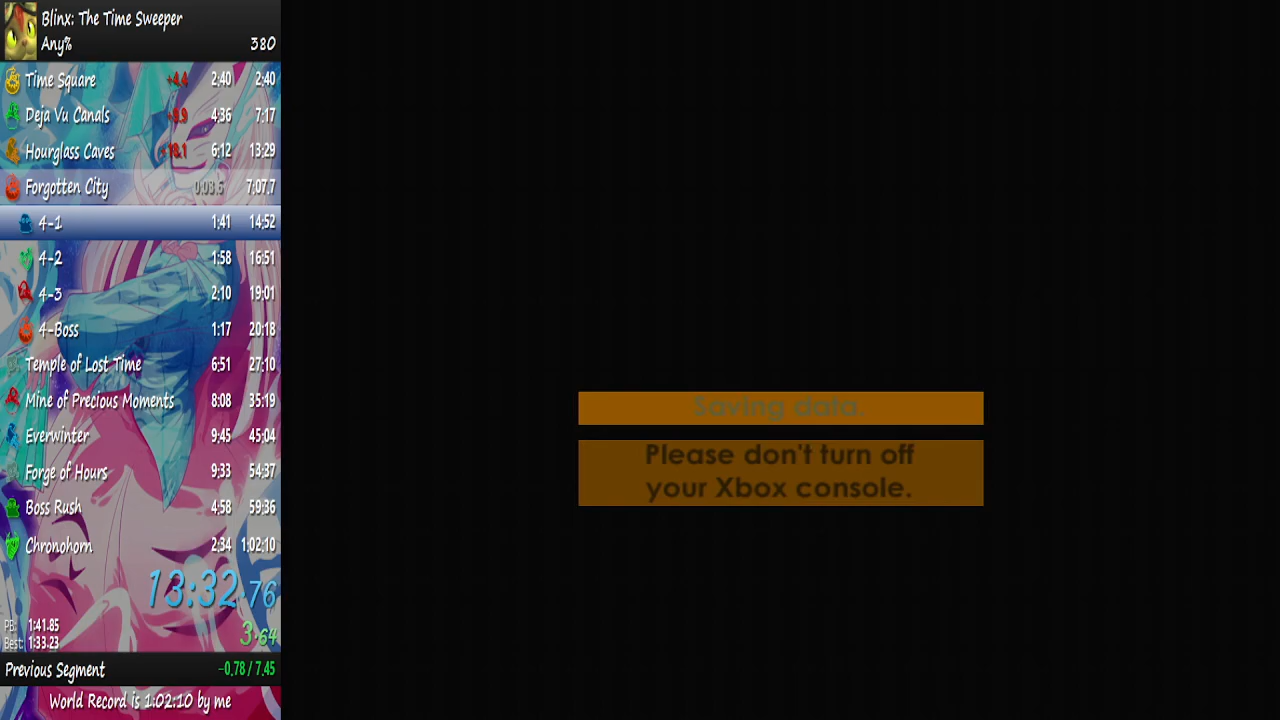 Blinx: The Time Sweeper
Any% 380
Time Square +4.4 2:40 2:40
Deja Vu Canals 4:36 7:17
Hourglass Caves 6:12 13:29
Forgotten City 7:07.7
4-1 1:41 14:52
4-2 1:58 16:51
4-3 2:10 19:01
4-Boss 1:17 20:18
Temple of Lost Time 6:51 27:10
Mine of Precious Moments 8:08 35:19
Everwinter 9:45 45:04
Forge of Hours 9:33 54:37
Boss Rush 4:58 59:36
Chronohorn 2:34 1:02:10
13:32.76
PB: 1:41.85
Best: 1:33.23
3.64
Previous Segment -0.78 / 7.45
World Record is 1:02:10 by me
Saving data.
Please don't turn off
your Xbox console.